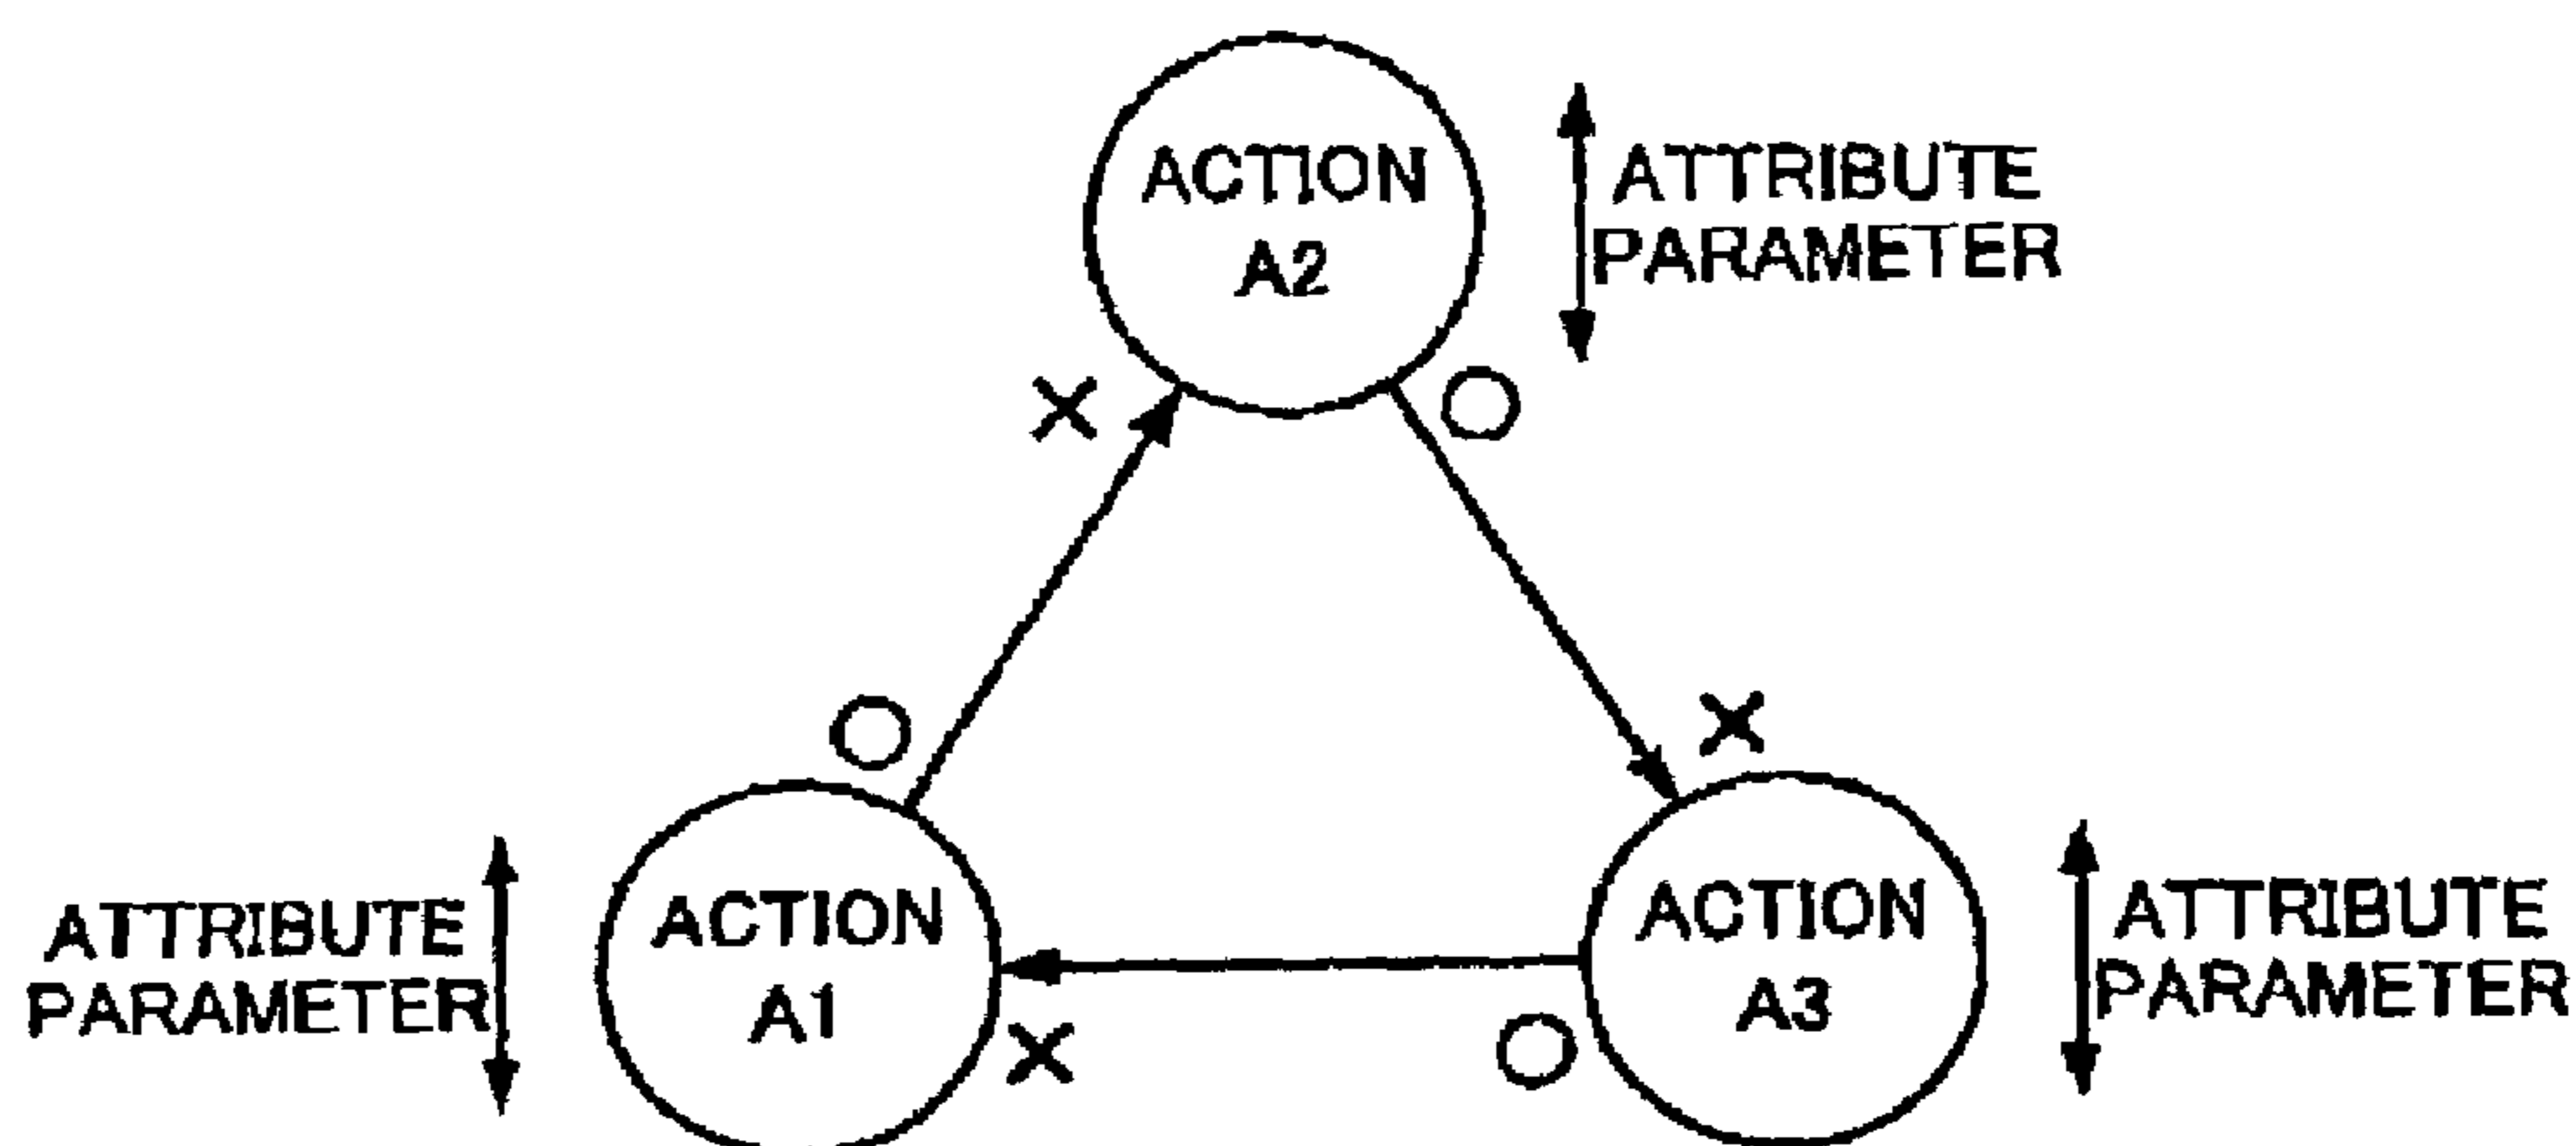 ACTION
A2
ATTRIBUTE
PARAMETER
X
O
O
X
ATTRIBUTE
PARAMETER
ACTION
A1
ACTION
A3
ATTRIBUTE
PARAMETER
X
O